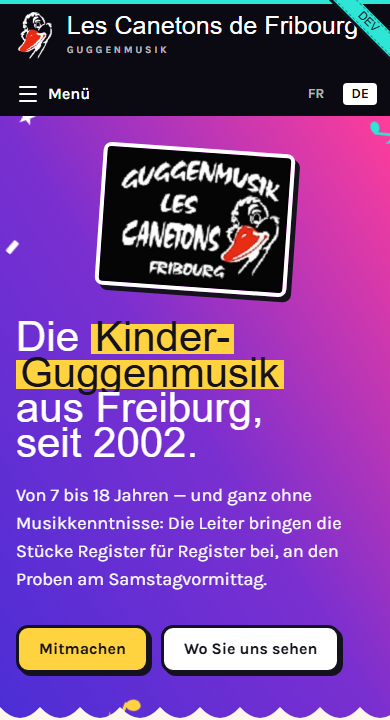 Les Canetons de Fribourg
GUGGENMUSIK
DEV
Menü
FR
DE
GUGGENMUSIK
LES
CANETONS
FRIBOURG
Die Kinder-
Guggenmusik
aus Freiburg,
seit 2002.
Von 7 bis 18 Jahren — und ganz ohne
Musikkenntnisse: Die Leiter bringen die
Stücke Register für Register bei, an den
Proben am Samstagvormittag.
Mitmachen
Wo Sie uns sehen